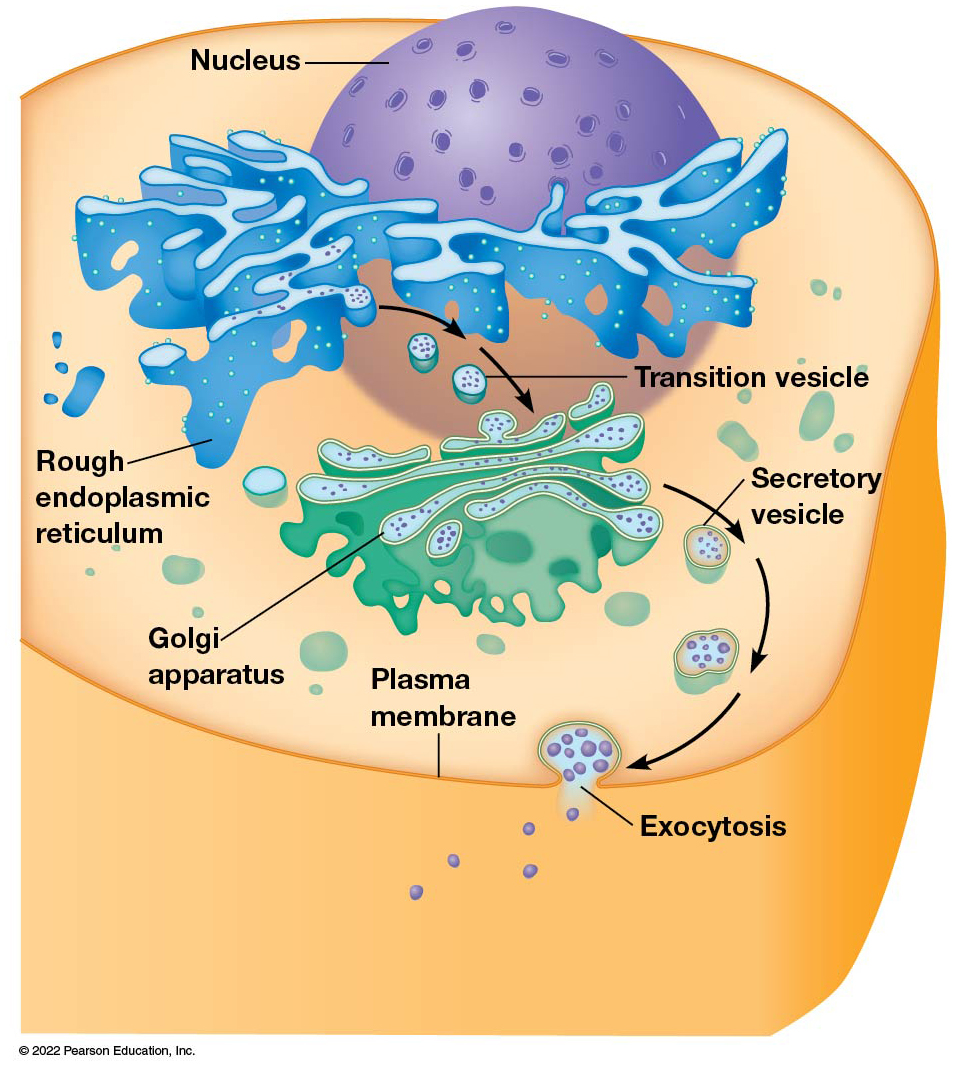 Nucleus
Transition vesicle
Rough
endoplasmic
reticulum
Secretory
vesicle
Golgi
apparatus
Plasma
membrane
Exocytosis
© 2022 Pearson Education, Inc.